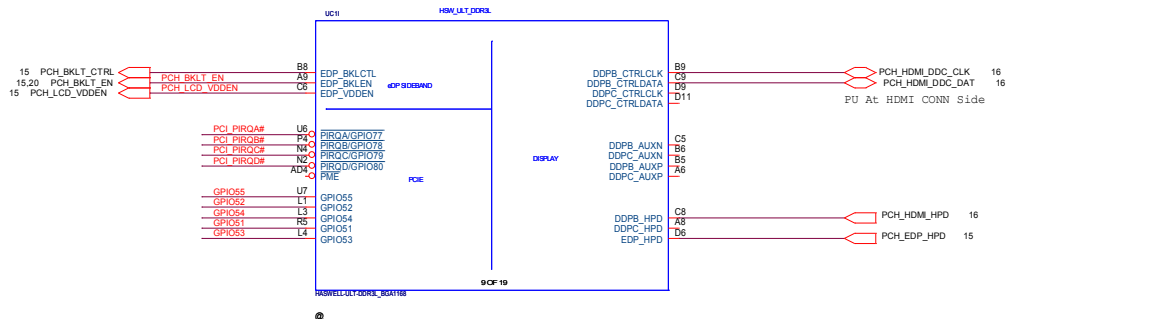 UC1I
HSW_ULT_DDR3L
15 PCH_BKLT_CTRL
15,20 PCH_BKLT_EN
15 PCH_LCD_VDDEN
PCH_BKLT_EN
PCH_LCD_VDDEN
B8 EDP_BKLCTL
A9 EDP_BKLEN
C6 EDP_VDDEN
eDP SIDEBAND
DDPB_CTRLCLK B9
DDPB_CTRLDATA C9
DDPC_CTRLCLK D9
DDPC_CTRLDATA D11
PCH_HDMI_DDC_CLK 16
PCH_HDMI_DDC_DAT 16
PU At HDMI CONN Side
PCI_PIRQA# U6 PIRQA/GPIO77
PCI_PIRQB# P4 PIRQB/GPIO78
PCI_PIRQC# N4 PIRQC/GPIO79
PCI_PIRQD# N2 PIRQD/GPIO80
AD4 PME
PCIE
DISPLAY
DDPB_AUXN C5
DDPC_AUXN B6
DDPB_AUXP B5
DDPC_AUXP A6
GPIO55 U7 GPIO55
GPIO52 L1 GPIO52
GPIO54 L3 GPIO54
GPIO51 R5 GPIO51
GPIO53 L4 GPIO53
DDPB_HPD C8
DDPC_HPD A8
EDP_HPD D6
PCH_HDMI_HPD 16
PCH_EDP_HPD 15
9 OF 19
HASWELL-ULT-DDR3L_BGA1168
@